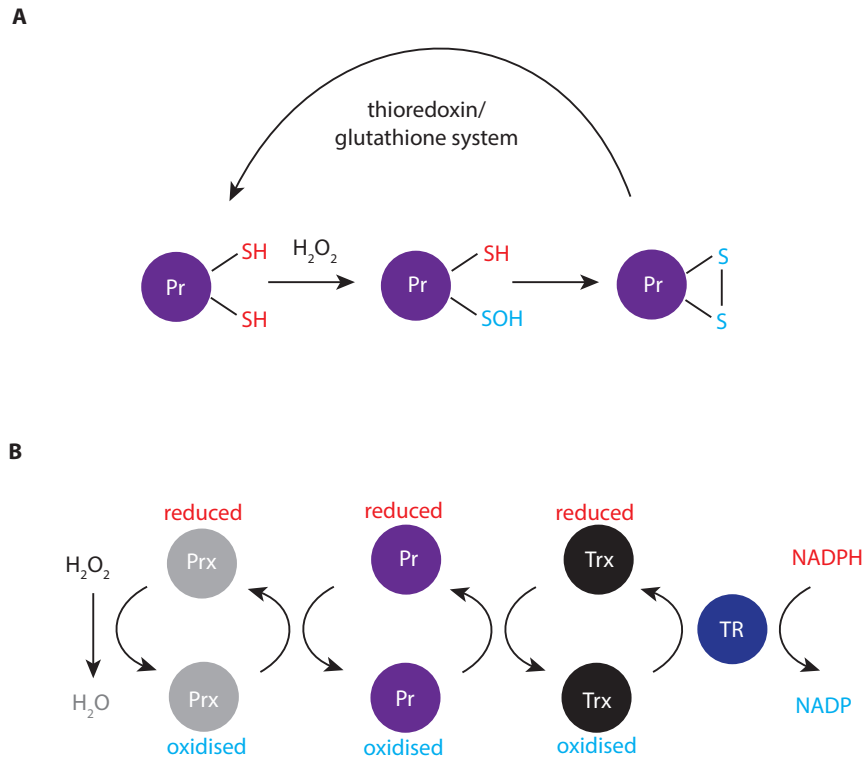 A
thioredoxin/
glutathione system
SH
H₂O₂
SH
S
Pr
Pr
Pr
SH
SOH
S
B
reduced
reduced
reduced
H₂O₂
Prx
Pr
Trx
NADPH
TR
H₂O
Prx
Pr
Trx
NADP
oxidised
oxidised
oxidised